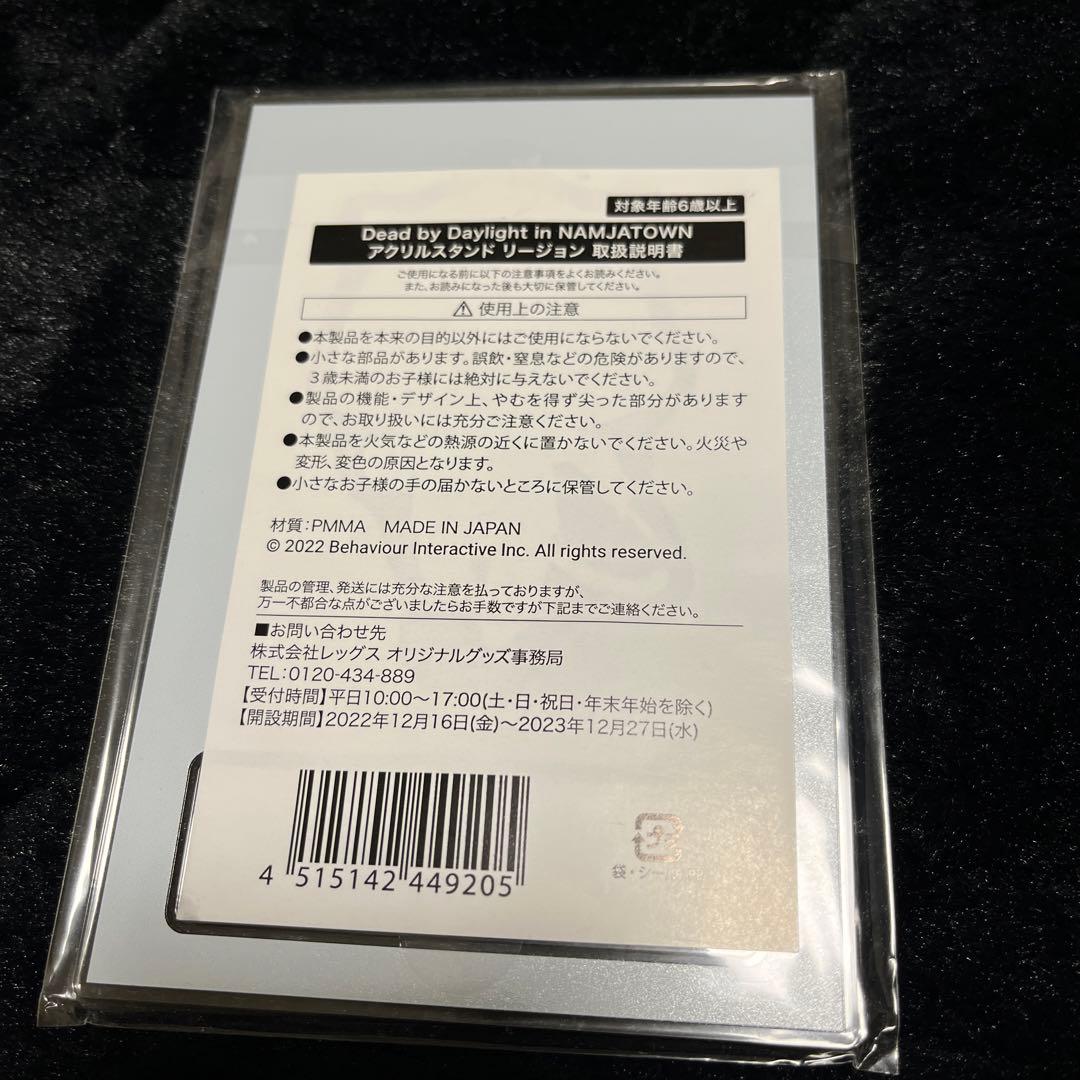 対象年齢6歳以上
Dead by Daylight in NAMJATOWN
アクリルスタンド リージョン 取扱説明書
ご使用になる前に以下の注意事項をよくお読みください。
また、お読みになった後も大切に保管してください。
⚠ 使用上の注意
●本製品を本来の目的以外にはご使用にならないでください。
●小さな部品があります。誤飲・窒息などの危険がありますので、
3歳未満のお子様には絶対に与えないでください。
●製品の機能・デザイン上、やむを得ず尖った部分があります
ので、お取り扱いには充分ご注意ください。
●本製品を火気などの熱源の近くに置かないでください。火災や
変形、変色の原因となります。
●小さなお子様の手の届かないところに保管してください。
材質:PMMA MADE IN JAPAN
© 2022 Behaviour Interactive Inc. All rights reserved.
製品の管理、発送には充分な注意を払っておりますが、
万一不都合な点がございましたらお手数ですが下記までご連絡ください。
■お問い合わせ先
株式会社レッグス オリジナルグッズ事務局
TEL:0120-434-889
【受付時間】平日10:00〜17:00(土・日・祝日・年末年始を除く)
【開設期間】2022年12月16日(金)〜2023年12月27日(水)
4 515142 449205
プラ
袋・シー